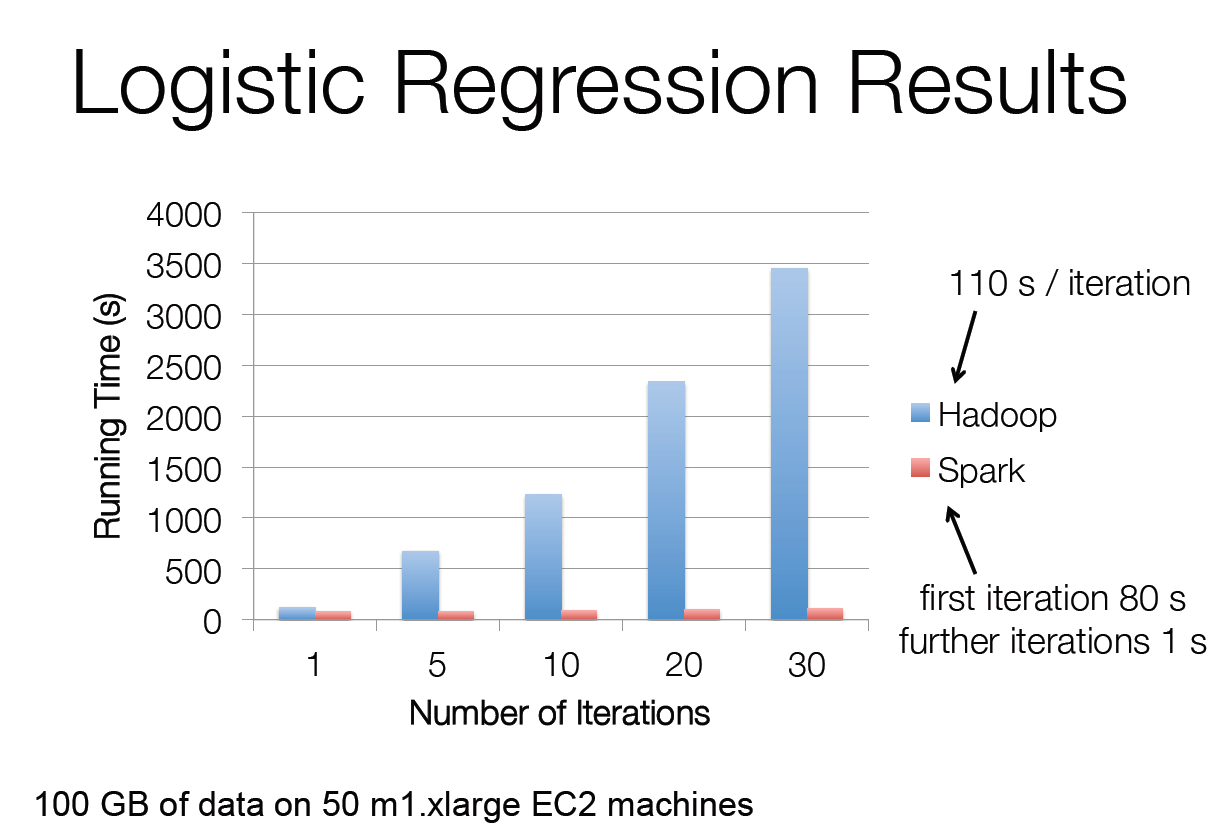 Logistic Regression Results
4000
3500
3000
2500
2000
1500
1000
500
0
Running Time (s)
1 5 10 20 30
Number of Iterations
110 s / iteration
Hadoop
Spark
first iteration 80 s
further iterations 1 s
100 GB of data on 50 m1.xlarge EC2 machines